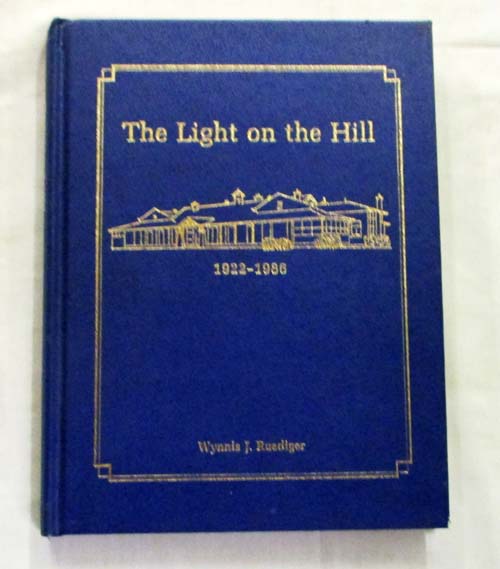 The Light on the Hill
1922-1986
Wynnis J. Ruediger